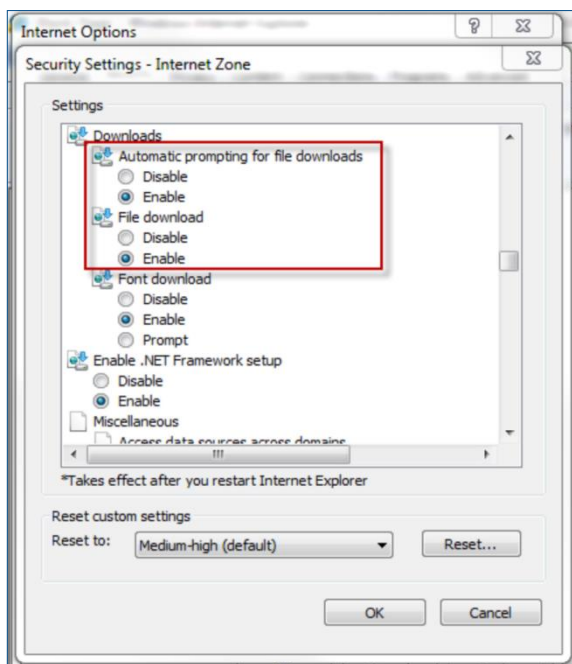 Internet Options
Security Settings - Internet Zone
Settings
Downloads
Automatic prompting for file downloads
Disable
Enable
File download
Disable
Enable
Font download
Disable
Enable
Prompt
Enable .NET Framework setup
Disable
Enable
Miscellaneous
Access data sources across domains
*Takes effect after you restart Internet Explorer
Reset custom settings
Reset to:
Medium-high (default)
Reset...
OK
Cancel